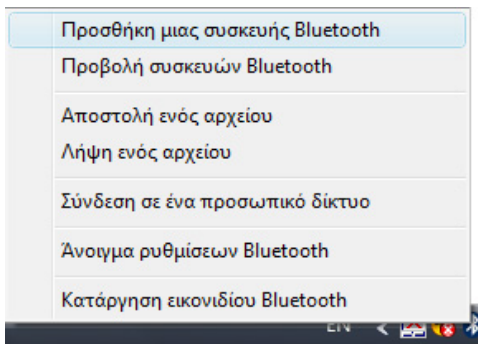 Προσθήκη μιας συσκευής Bluetooth
Προβολή συσκευών Bluetooth
Αποστολή ενός αρχείου
Λήψη ενός αρχείου
Σύνδεση σε ένα προσωπικό δίκτυο
Άνοιγμα ρυθμίσεων Bluetooth
Κατάργηση εικονιδίου Bluetooth
EN